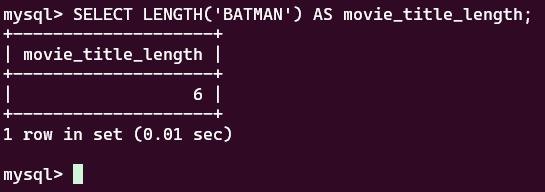 mysql> SELECT LENGTH('BATMAN') AS movie_title_length;
+--------------------+
| movie_title_length |
+--------------------+
|                  6 |
+--------------------+
1 row in set (0.01 sec)
mysql>